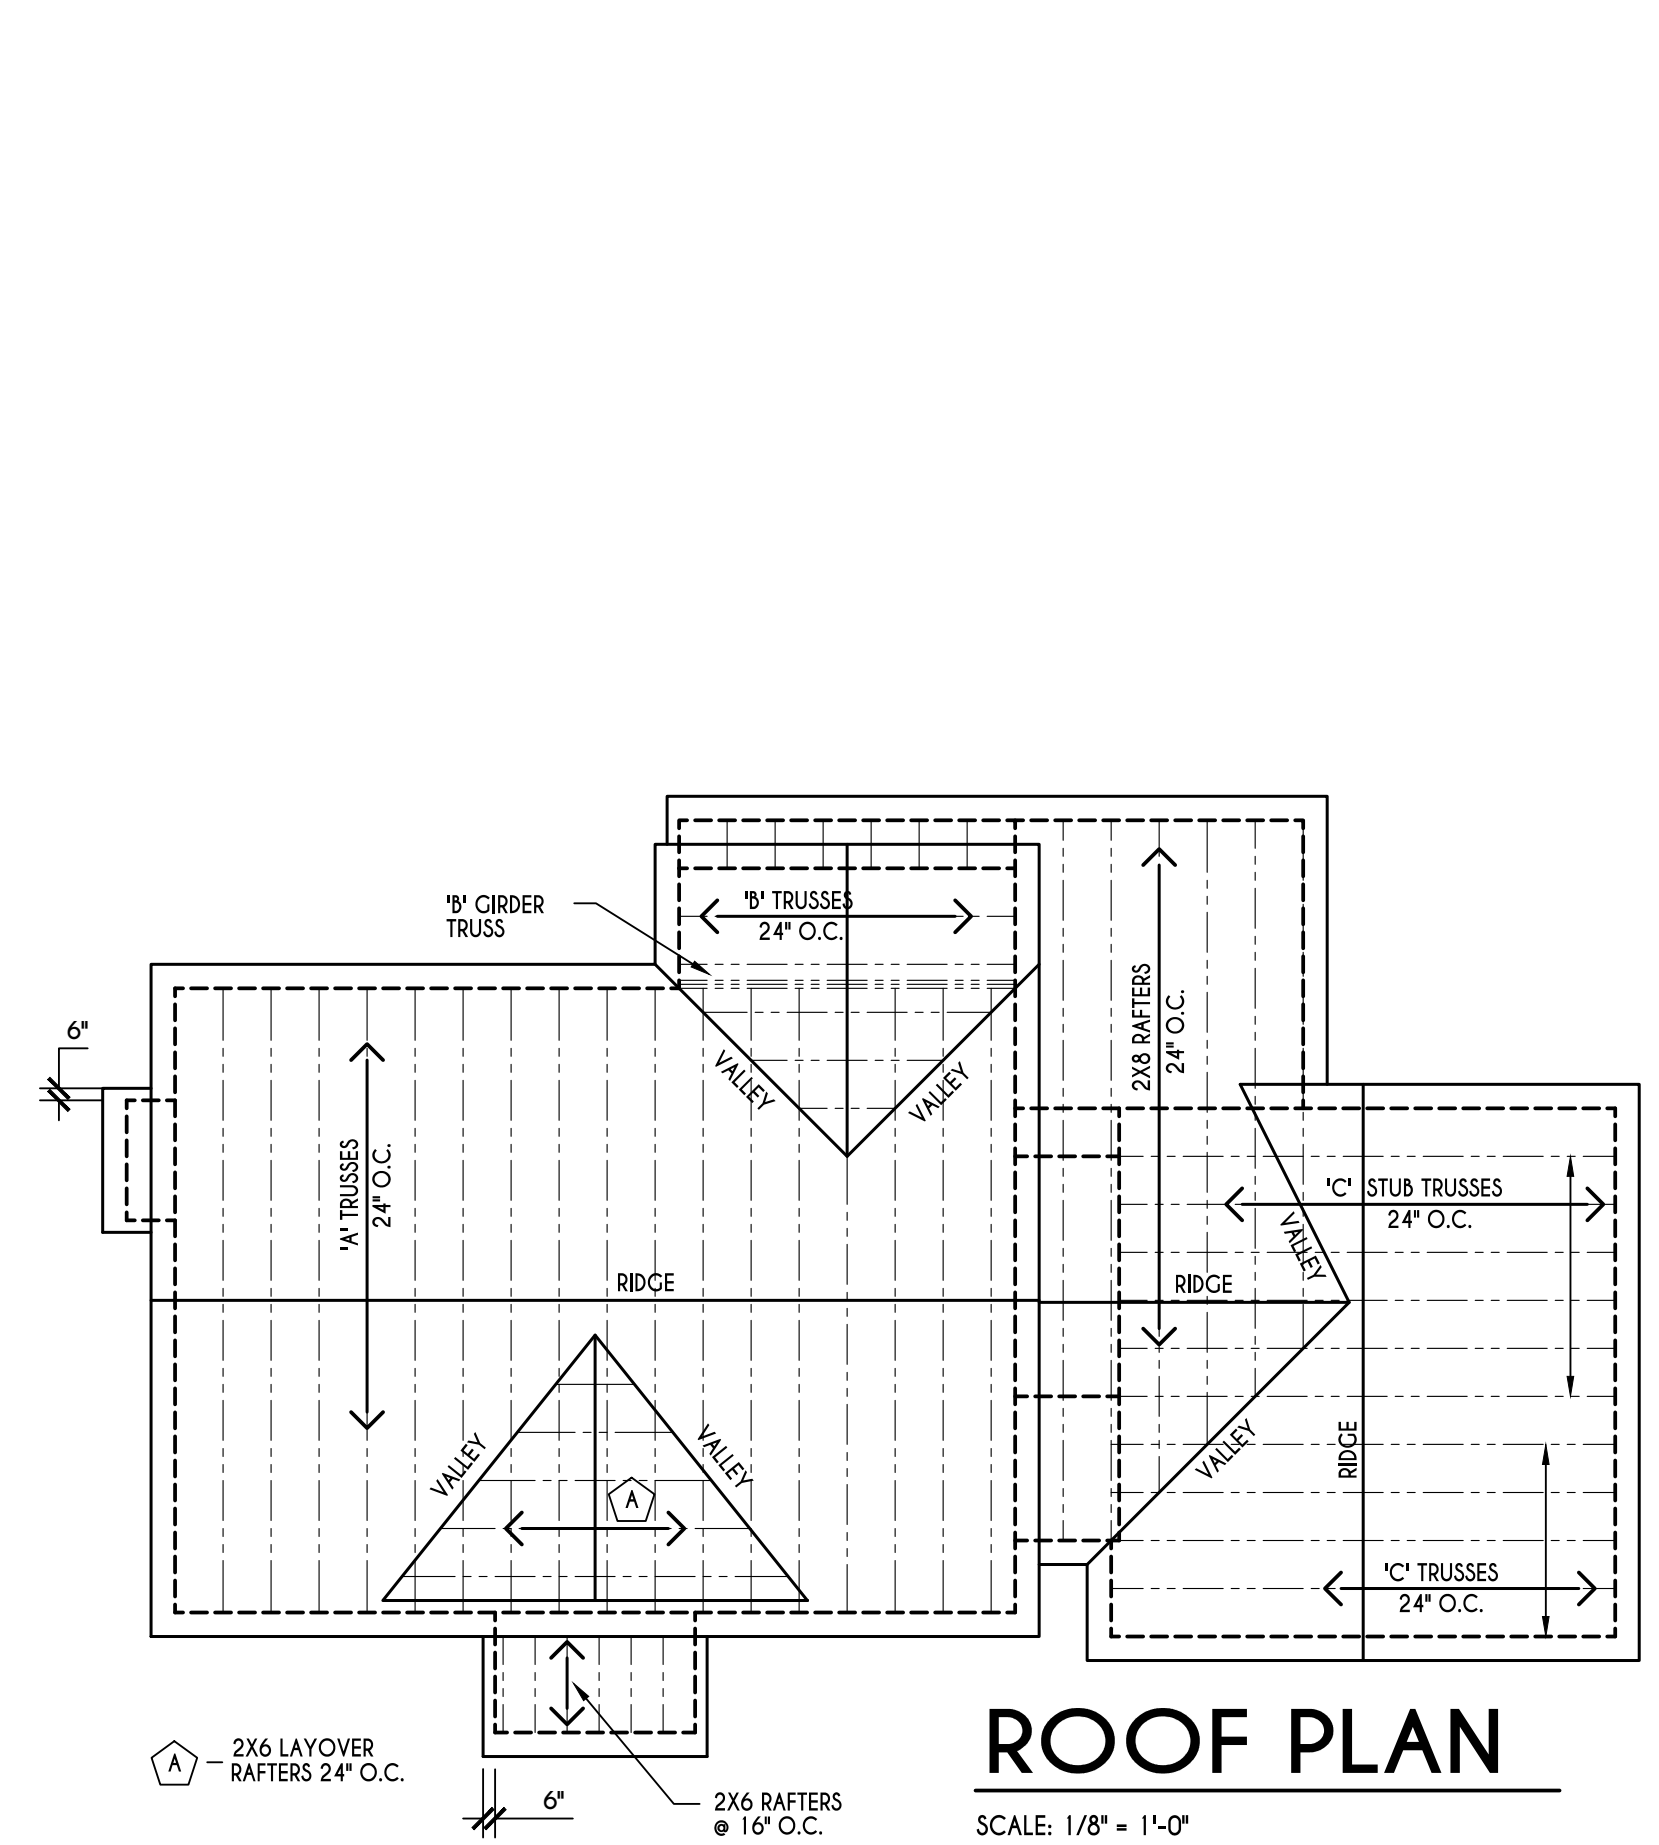 'B' GIRDER
TRUSS
'B' TRUSSES
24" O.C.
2X8 RAFTERS
24" O.C.
6"
'A' TRUSSES
24" O.C.
VALLEY
VALLEY
'C' STUB TRUSSES
24" O.C.
VALLEY
RIDGE
RIDGE
VALLEY
VALLEY
A
VALLEY
RIDGE
'C' TRUSSES
24" O.C.
A
2X6 LAYOVER
RAFTERS 24" O.C.
6"
2X6 RAFTERS
@ 16" O.C.
ROOF PLAN
SCALE: 1/8" = 1'-0"